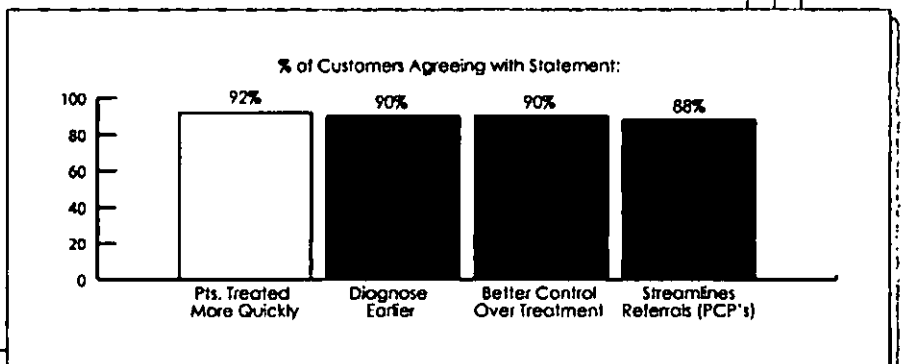 % of Customers Agreeing with Statement:
92%
90%
90%
88%
100
80
60
40
20
0
Pts. Treated
More Quickly
Diagnose
Earlier
Better Control
Over Treatment
Streamlines
Referrals (PCP's)